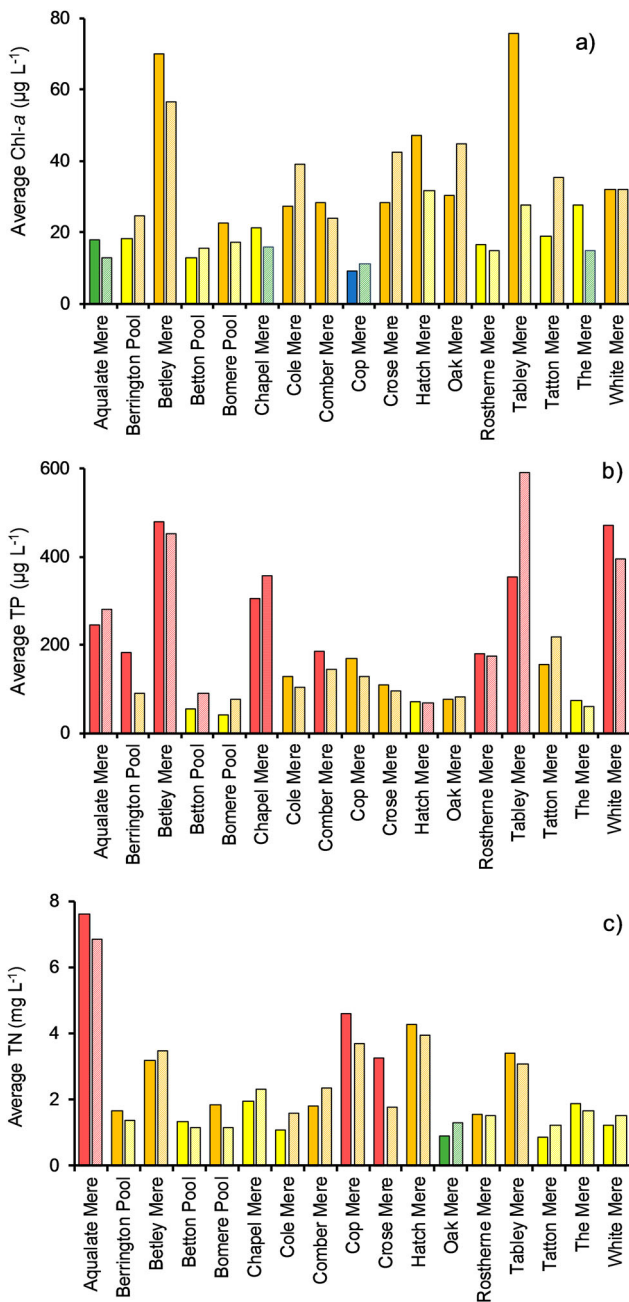 a)
Average Chl-a (µg L-1)
80
60
40
20
0
Aqualate Mere
Berrington Pool
Betley Mere
Betton Pool
Bomere Pool
Chapel Mere
Cole Mere
Comber Mere
Cop Mere
Crose Mere
Hatch Mere
Oak Mere
Rostherne Mere
Tabley Mere
Tatton Mere
The Mere
White Mere
b)
Average TP (µg L-1)
600
400
200
0
Aqualate Mere
Berrington Pool
Betley Mere
Betton Pool
Bomere Pool
Chapel Mere
Cole Mere
Comber Mere
Cop Mere
Crose Mere
Hatch Mere
Oak Mere
Rostherne Mere
Tabley Mere
Tatton Mere
The Mere
White Mere
c)
Average TN (mg L-1)
8
6
4
2
0
Aqualate Mere
Berrington Pool
Betley Mere
Betton Pool
Bomere Pool
Chapel Mere
Cole Mere
Comber Mere
Cop Mere
Crose Mere
Hatch Mere
Oak Mere
Rostherne Mere
Tabley Mere
Tatton Mere
The Mere
White Mere